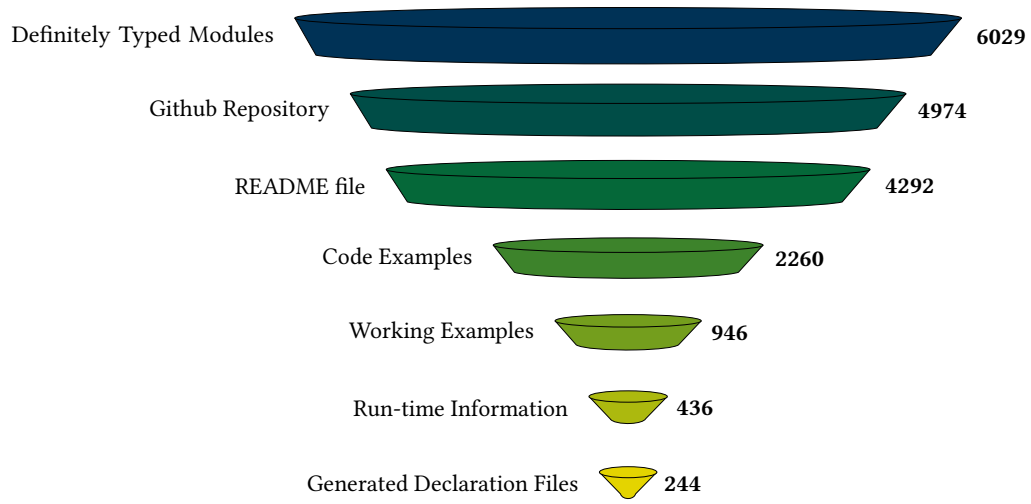 Definitely Typed Modules 6029
Github Repository 4974
README file 4292
Code Examples 2260
Working Examples 946
Run-time Information 436
Generated Declaration Files 244